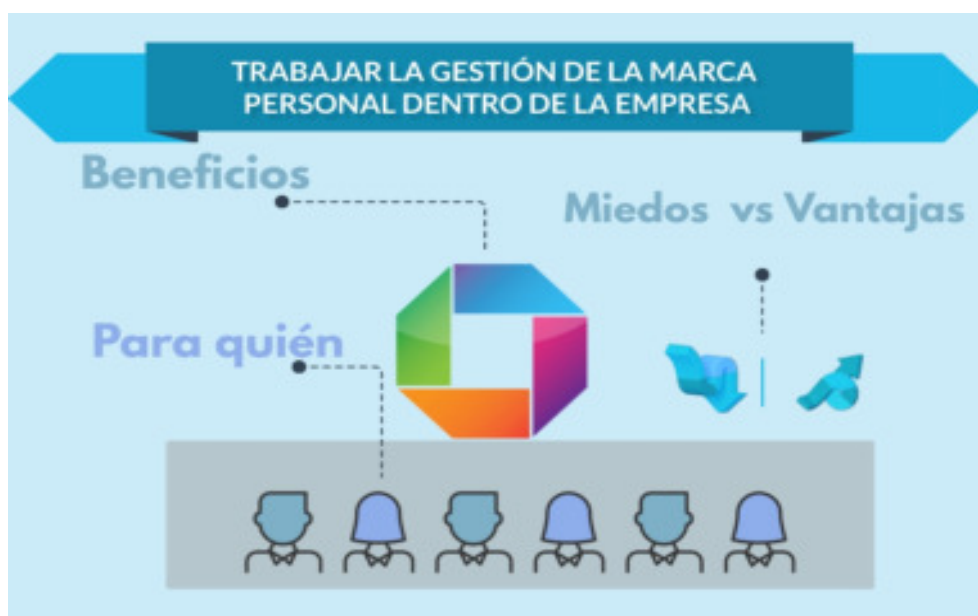 TRABAJAR LA GESTIÓN DE LA MARCA
PERSONAL DENTRO DE LA EMPRESA
Beneficios
Miedos vs Vantajas
Para quién